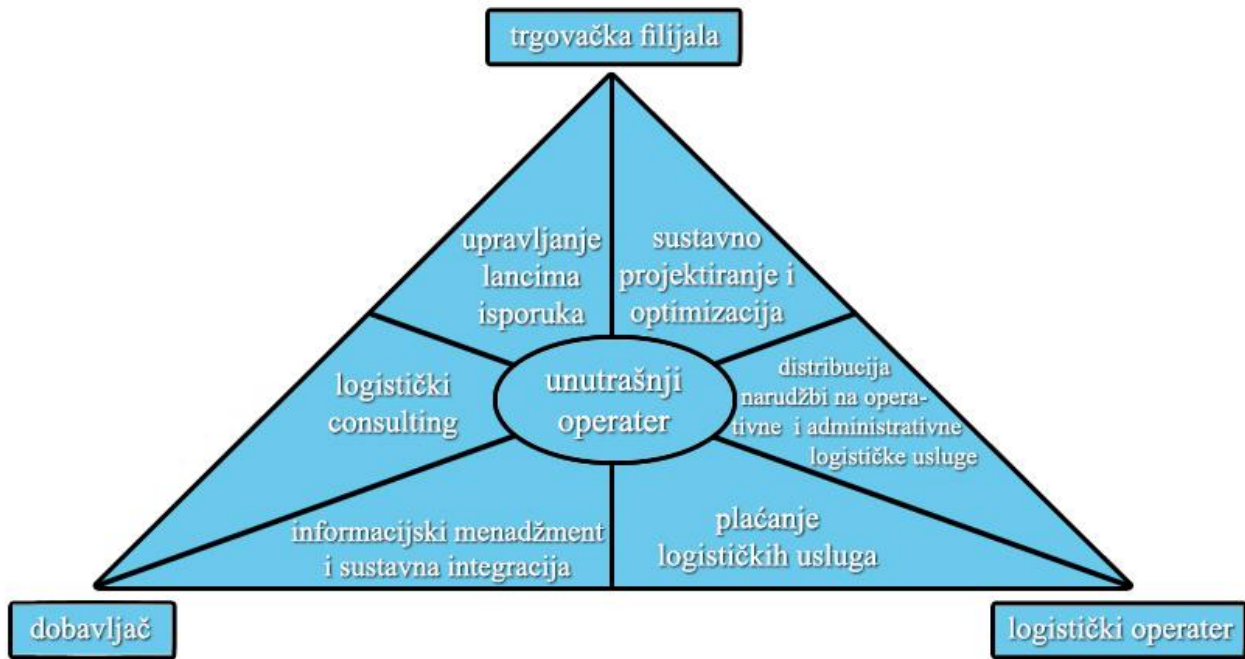 trgovačka filijala
upravljanje
lancima
isporuka
sustavno
projektiranje i
optimizacija
logistički
consulting
unutrašnji
operater
distribucija
narudžbi na opera-
tivne i administrativne
logističke usluge
informacijski menadžment
i sustavna integracija
plaćanje
logističkih usluga
dobavljač
logistički operater